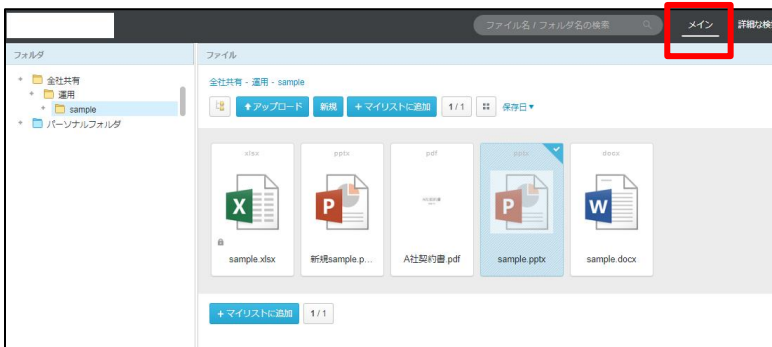 ファイル名 / フォルダ名の検索
メイン
詳細な検
フォルダ
ファイル
全社共有
運用
sample
パーソナルフォルダ
全社共有 - 運用 - sample
アップロード 新規 + マイリストに追加 1 / 1 保存日▼
xlsx
pptx
pdf
pptx
docx
X
P
A社契約書
P
W
sample.xlsx
新規sample.p...
A社契約書.pdf
sample.pptx
sample.docx
+ マイリストに追加 1 / 1